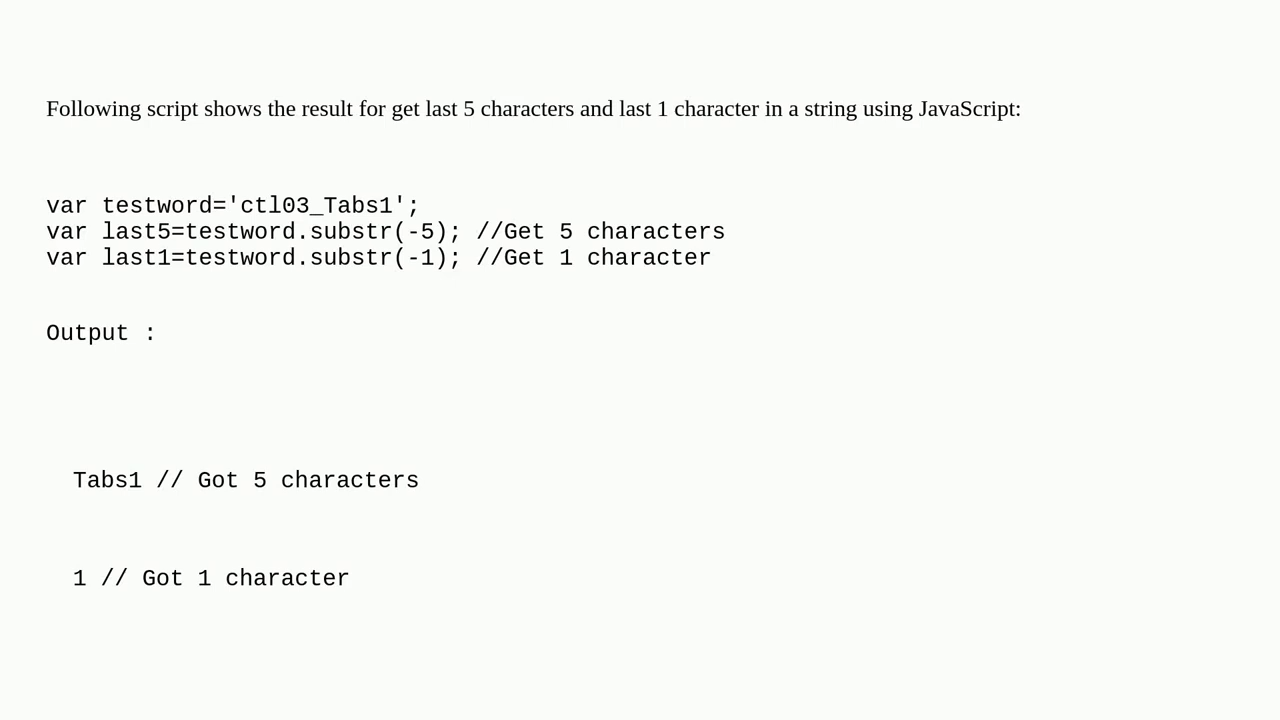 Following script shows the result for get last 5 characters and last 1 character in a string using JavaScript:
var testword='ctl03_Tabs1';
var last5=testword.substr(-5); //Get 5 characters
var last1=testword.substr(-1); //Get 1 character
Output :
Tabs1 // Got 5 characters
1 // Got 1 character